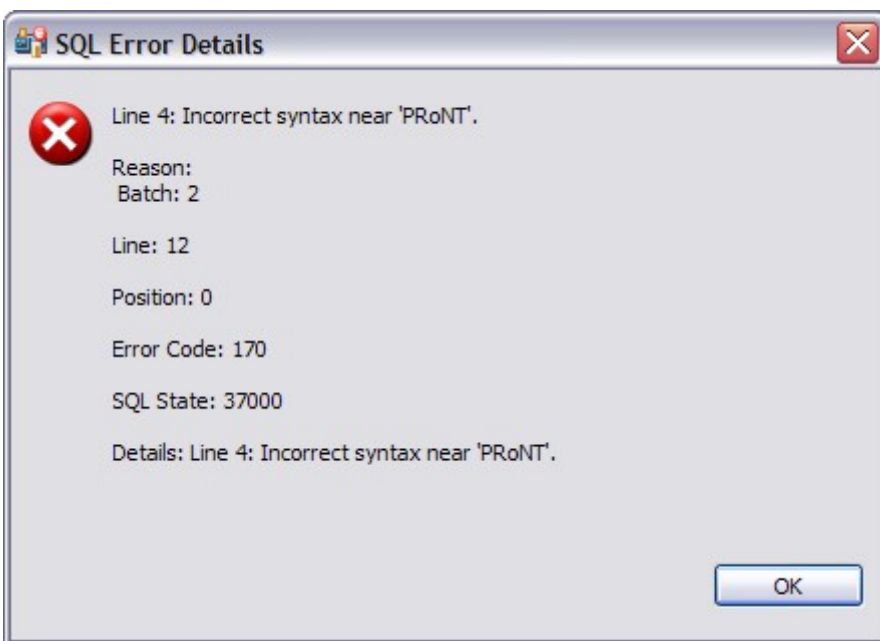 SQL Error Details
Line 4: Incorrect syntax near 'PRoNT'.
Reason:
Batch: 2
Line: 12
Position: 0
Error Code: 170
SQL State: 37000
Details: Line 4: Incorrect syntax near 'PRoNT'.
OK